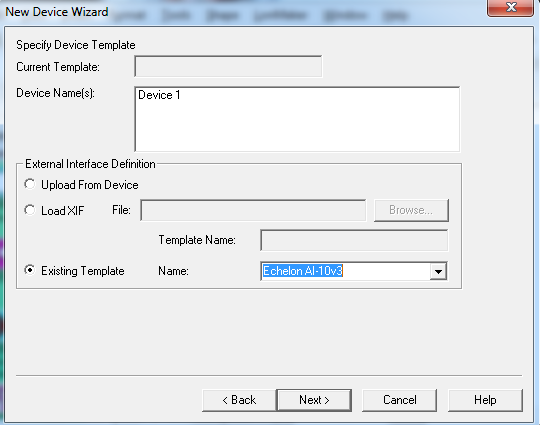 New Device Wizard
Specify Device Template
Current Template:
Device Name(s):
Device 1
External Interface Definition
Upload From Device
Load XIF File: Browse...
Template Name:
Existing Template Name: Echelon AI-10v3
< Back Next > Cancel Help